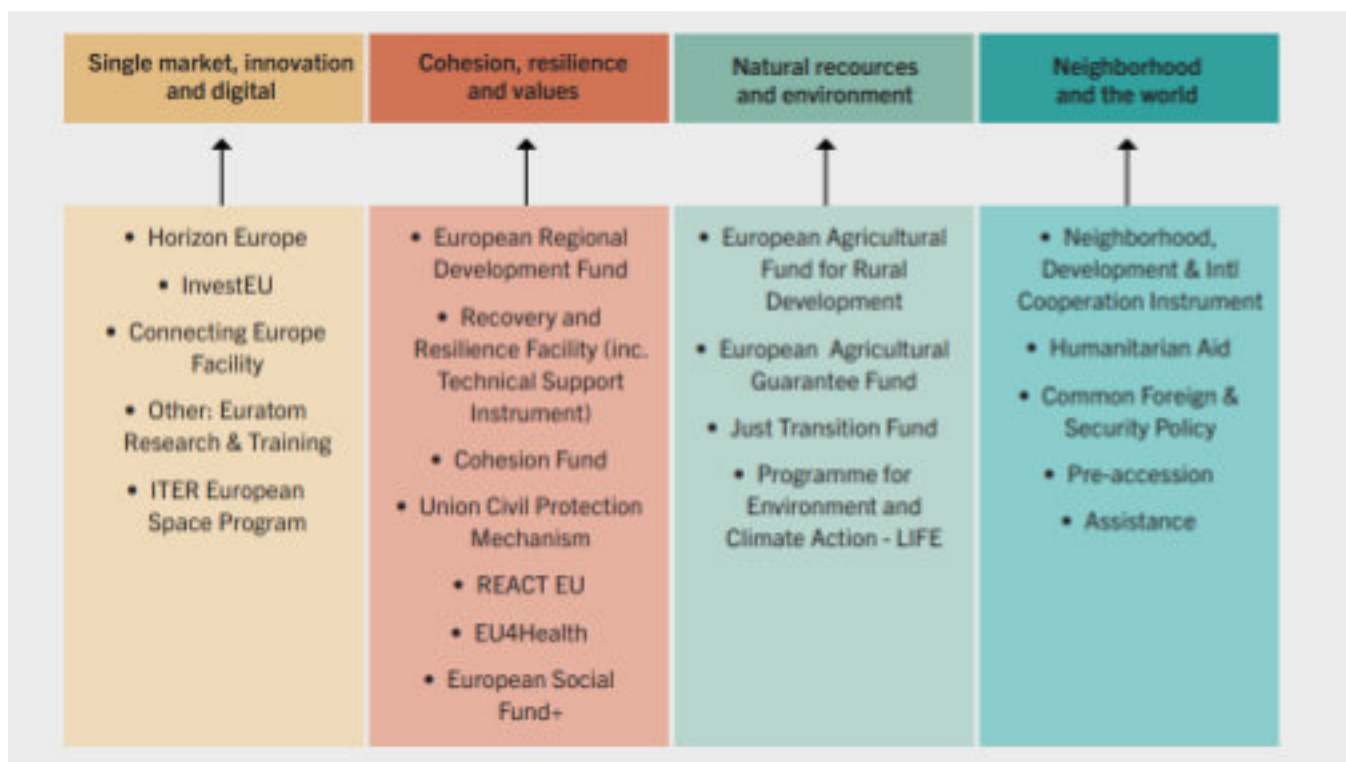 Single market, innovation
and digital
Cohesion, resilience
and values
Natural recources
and environment
Neighborhood
and the world
• Horizon Europe
• InvestEU
• Connecting Europe
Facility
• Other: Euratom
Research & Training
• ITER European
Space Program
• European Regional
Development Fund
• Recovery and
Resilience Facility (inc.
Technical Support
Instrument)
• Cohesion Fund
• Union Civil Protection
Mechanism
• REACT EU
• EU4Health
• European Social
Fund+
• European Agricultural
Fund for Rural
Development
• European Agricultural
Guarantee Fund
• Just Transition Fund
• Programme for
Environment and
Climate Action - LIFE
• Neighborhood,
Development & Intl
Cooperation Instrument
• Humanitarian Aid
• Common Foreign &
Security Policy
• Pre-accession
• Assistance